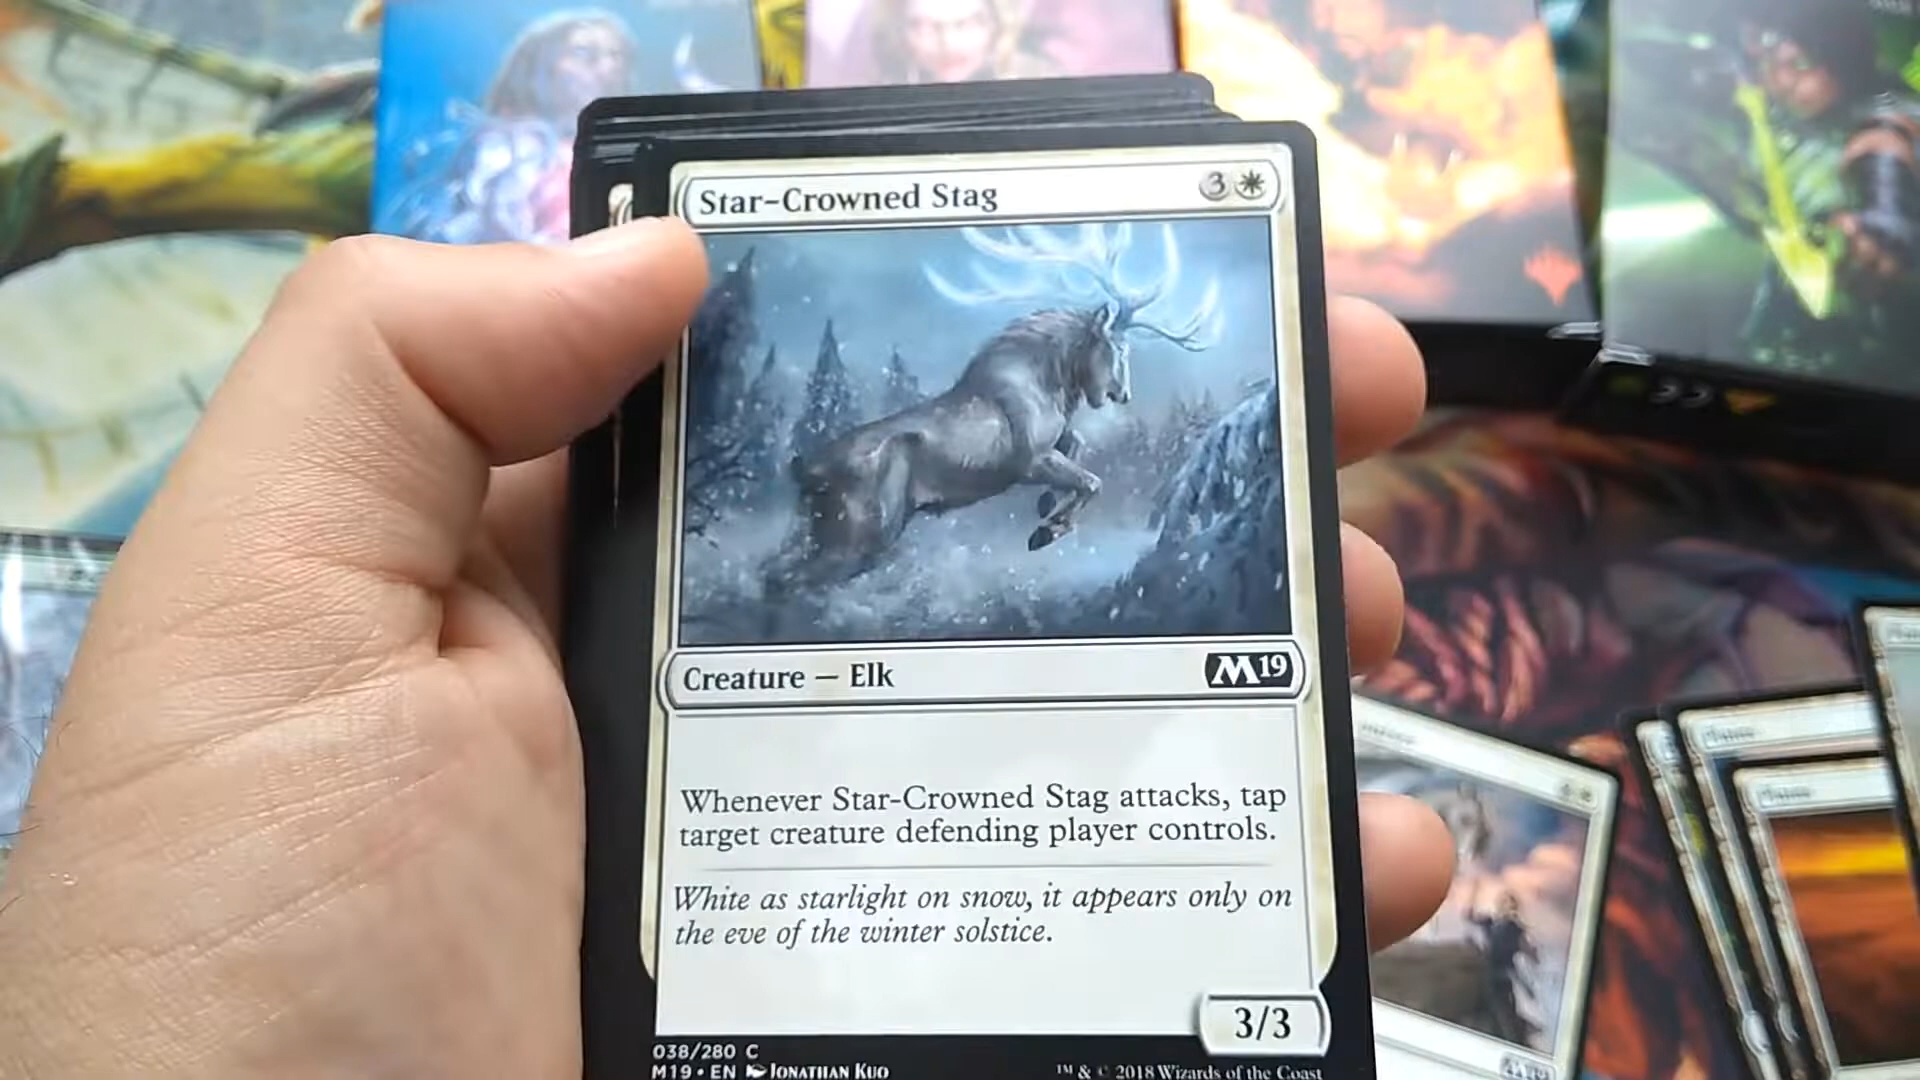 Star-Crowned Stag
3
Creature — Elk
M19
Whenever Star-Crowned Stag attacks, tap
target creature defending player controls.
White as starlight on snow, it appears only on
the eve of the winter solstice.
3/3
038/280 C
M19 • EN JONATHAN KUO
™ & © 2018 Wizards of the Coast